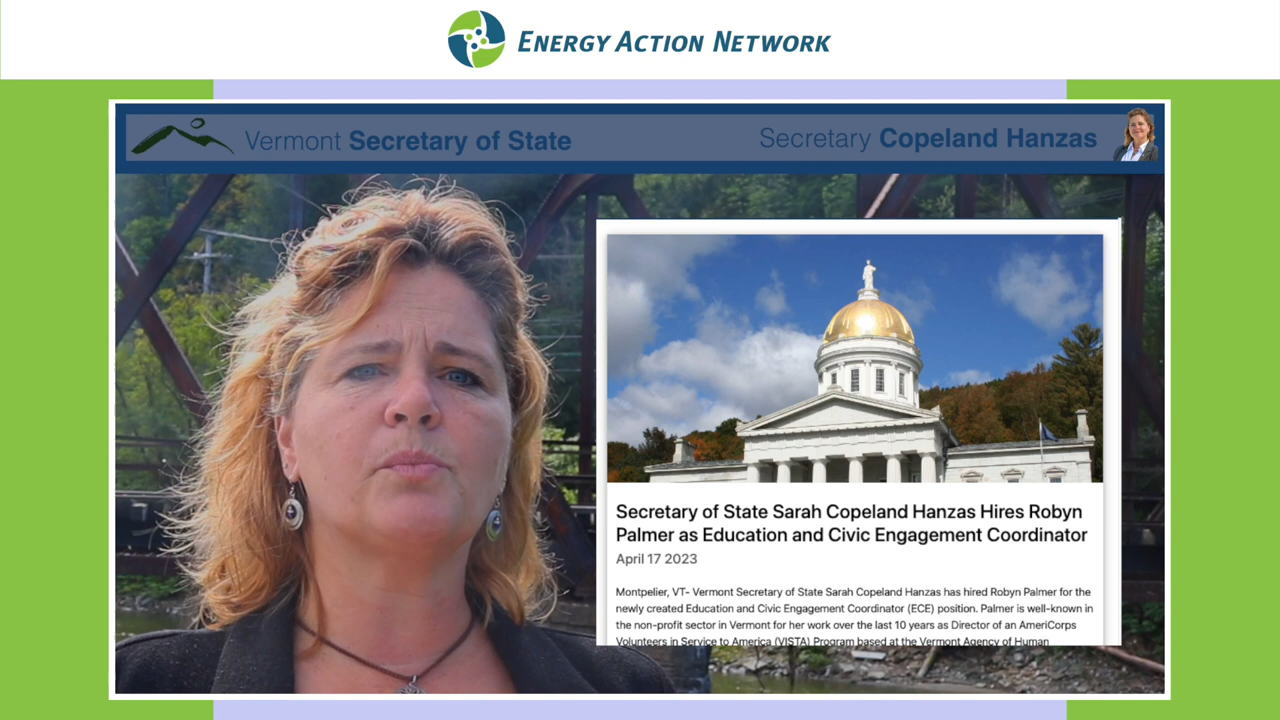 ENERGY ACTION NETWORK
Vermont Secretary of State
Secretary Copeland Hanzas
Secretary of State Sarah Copeland Hanzas Hires Robyn
Palmer as Education and Civic Engagement Coordinator
April 17 2023
Montpelier, VT- Vermont Secretary of State Sarah Copeland Hanzas has hired Robyn Palmer for the
newly created Education and Civic Engagement Coordinator (ECE) position. Palmer is well-known in
the non-profit sector in Vermont for her work over the last 10 years as Director of an AmeriCorps
Volunteers in Service to America (VISTA) Program based at the Vermont Agency of Human